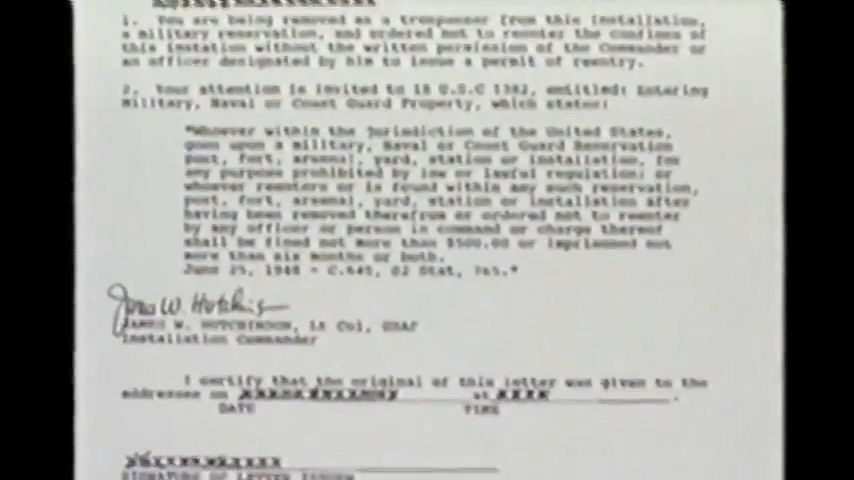 1. You are being removed as a trespasser from this installation,
a military reservation, and ordered not to reenter the confines of
this instation without the written permission of the Commander or
an officer designated by him to issue a permit of reentry.
2. Your attention is invited to 18 U.S.C 1382, entitled: Entering
Military, Naval or Coast Guard Property, which states:
"Whoever within the jurisdiction of the United States,
goes upon a military, Naval or Coast Guard Reservation
post, fort, arsenal, yard, station or installation, for
any purpose prohibited by law or lawful regulation; or
whoever reenters or is found within any such reservation,
post, fort, arsenal, yard, station or installation after
having been removed therefrom or ordered not to reenter
by any officer or person in command or charge thereof
shall be fined not more than $500.00 or imprisoned not
more than six months or both.
June 25, 1948 - C.645, 62 Stat, 765."
James W. Hutchinson
JAMES W. HUTCHINSON, Lt Col, USAF
Installation Commander
I certify that the original of this letter was given to the
addressee on at .
DATE TIME
SIGNATURE OF LETTER ISSUER